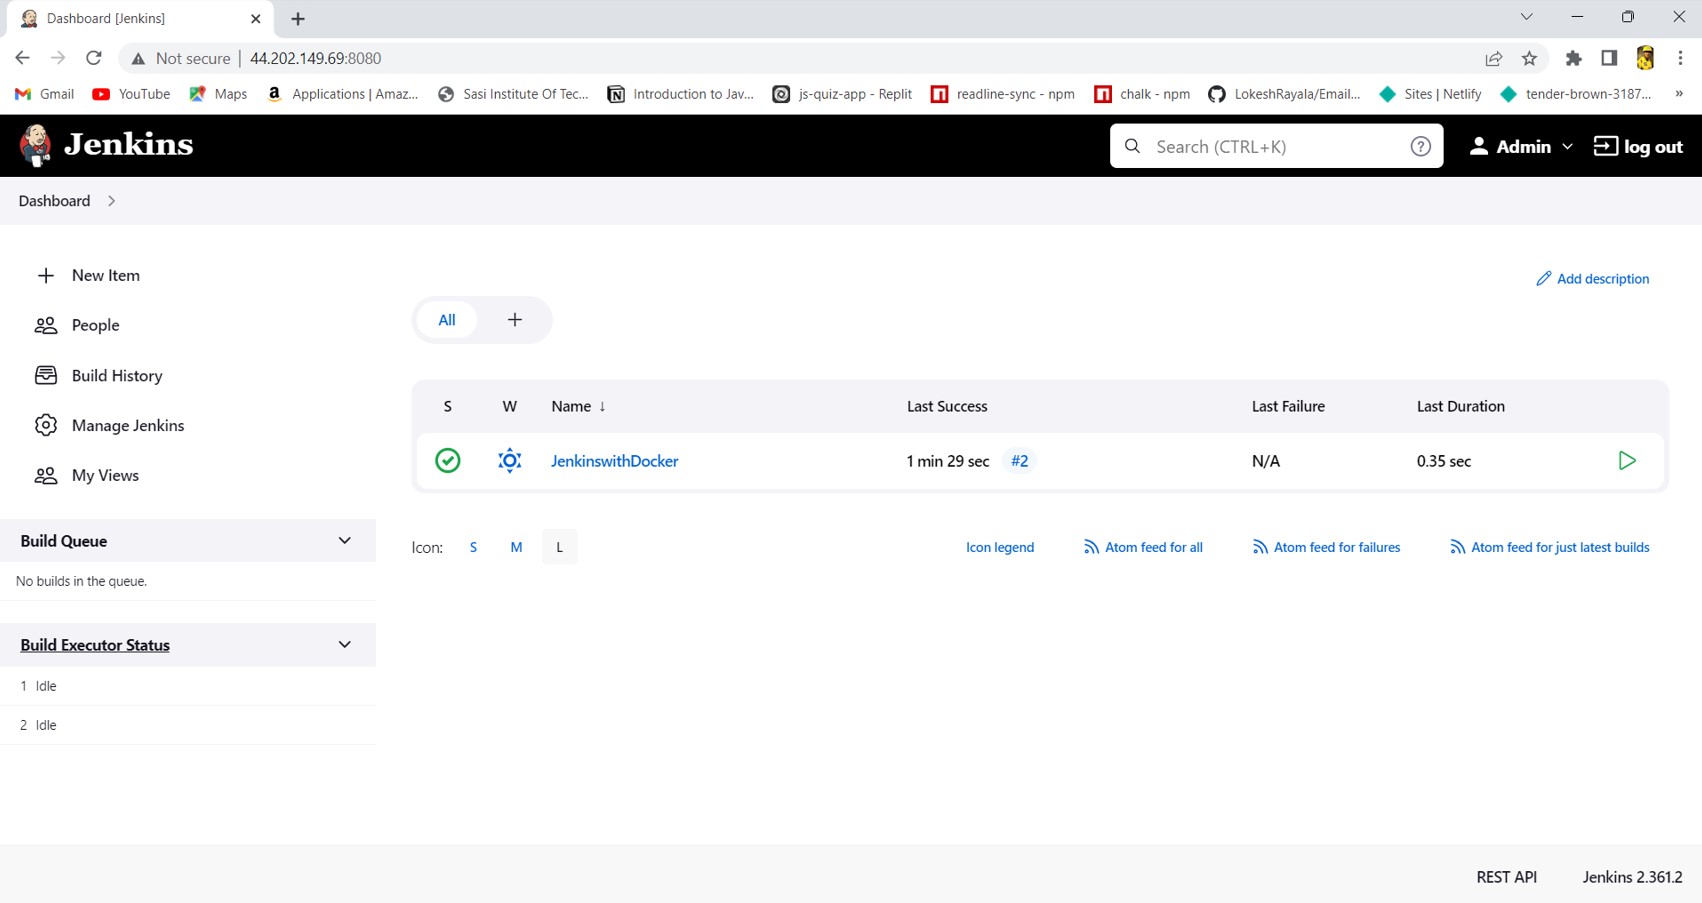 Dashboard [Jenkins]
Not secure | 44.202.149.69:8080
Gmail YouTube Maps Applications | Amaz... Sasi Institute Of Tec... Introduction to Jav... js-quiz-app - Replit readline-sync - npm chalk - npm LokeshRayala/Email... Sites | Netlify tender-brown-3187... »
Jenkins Search (CTRL+K) Admin log out
Dashboard
New Item
Add description
All +
People
Build History
Manage Jenkins
My Views
S W Name ↓ Last Success Last Failure Last Duration
JenkinswithDocker 1 min 29 sec #2 N/A 0.35 sec
Icon: S M L Icon legend Atom feed for all Atom feed for failures Atom feed for just latest builds
Build Queue
No builds in the queue.
Build Executor Status
1 Idle
2 Idle
REST API Jenkins 2.361.2